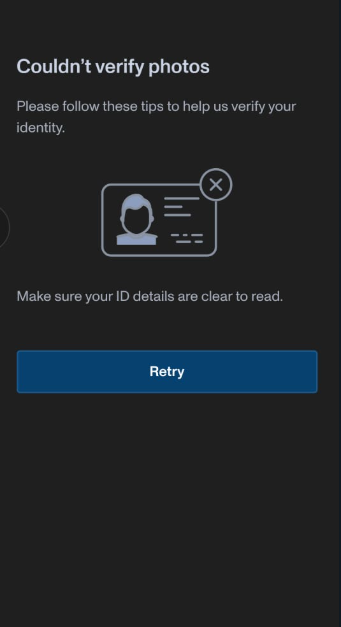 Couldn’t verify photos
Please follow these tips to help us verify your
identity.
Make sure your ID details are clear to read.
Retry